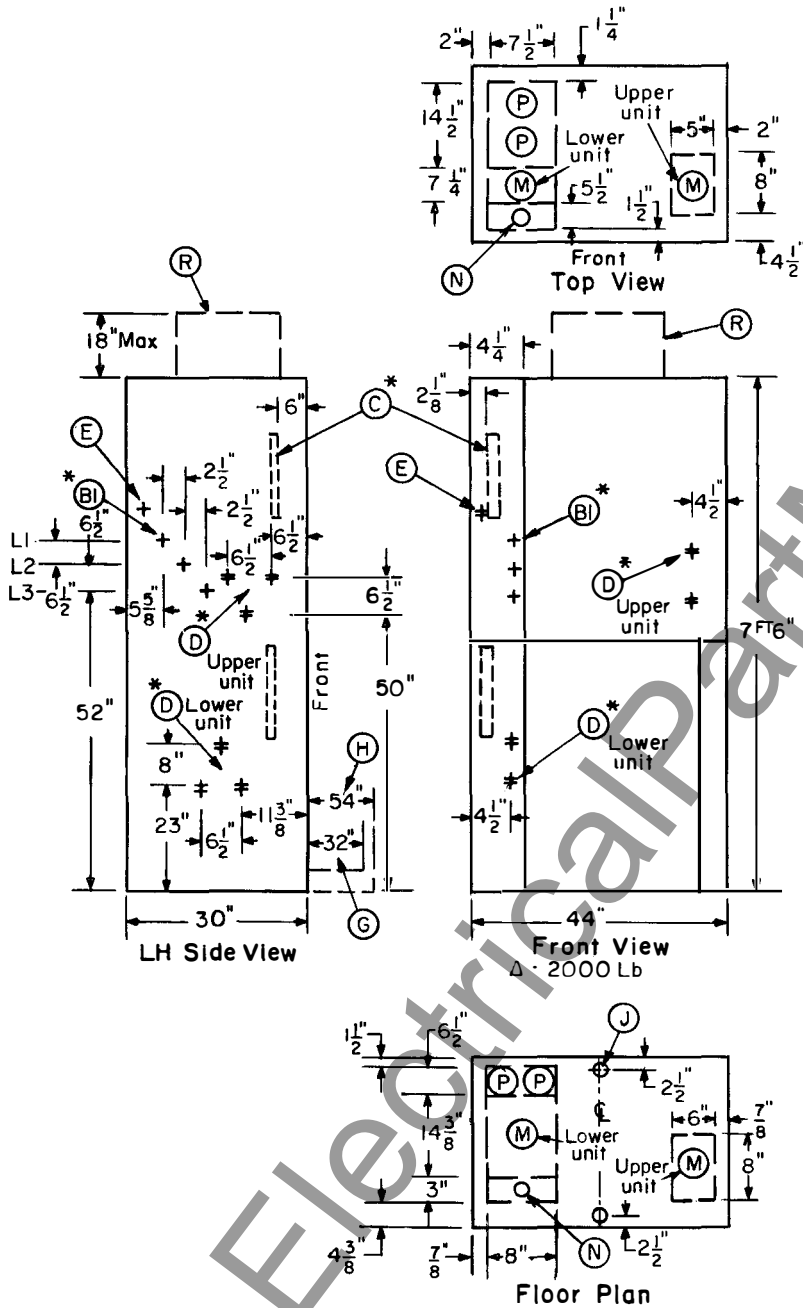 2" 7 1/2" 1 1/4"
14 1/2"
P
P
Upper
unit
5" 2"
Lower
unit
7 1/4"
M
5 1/2"
1 1/2"
M
8"
N
Front
4 1/2"
Top View
R
18" Max
6"
C*
E
2 1/2"
*
B1
6 1/2"
2 1/2"
6 1/2"
6 1/2"
L1
L2
L3
6 1/2"
5 5/8"
6 1/2"
*
D
Upper
unit
Front
52"
50"
*
D Lower
unit
8"
H
23"
11 3/8"
54"
6 1/2"
32"
G
30"
LH Side View
R
4 1/4"
2 1/8"
E
B1*
4 1/2"
D*
Upper
unit
7 FT 6"
D*
Lower
unit
4 1/2"
44"
Front View
Δ · 2000 Lb
1 1/2" 6 1/2"
J
P P
2 1/2"
CL
14 3/8"
M
Lower
unit
6" 7/8"
Upper
unit
M
8"
3"
4 3/8"
7/8" 8"
N
2 1/2"
Floor Plan
ElectricalPart